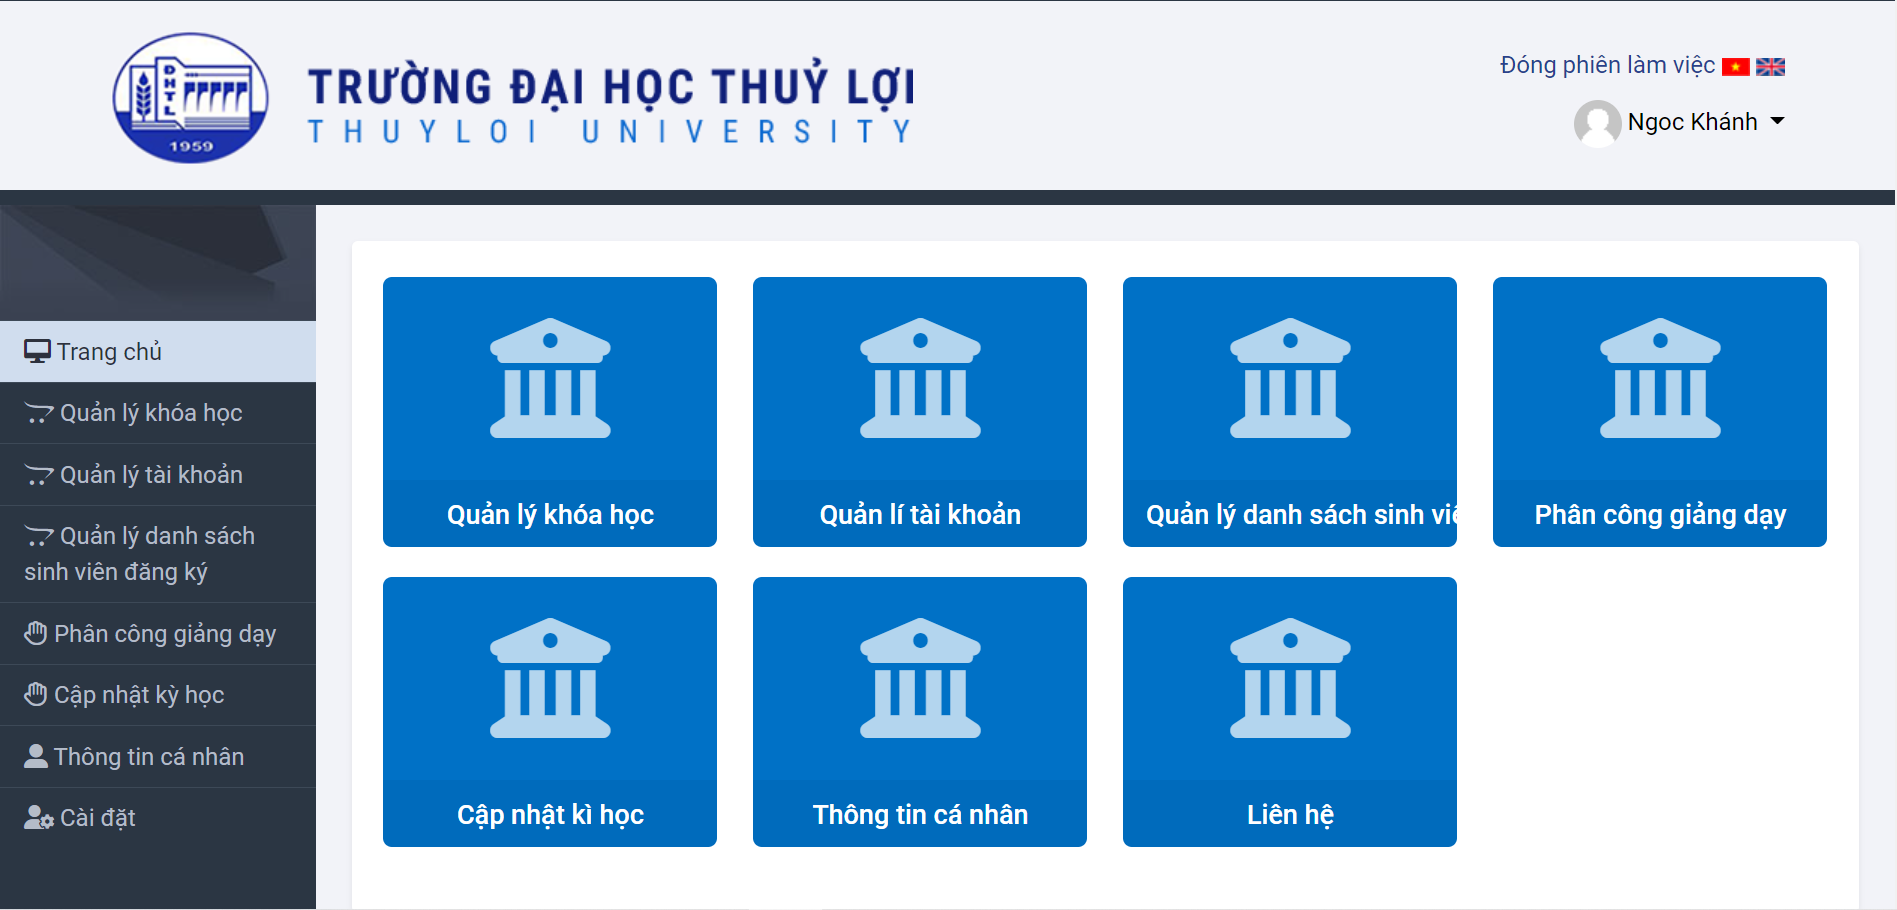 ĐHTL
1959
TRƯỜNG ĐẠI HỌC THUỶ LỢI
THUYLOI UNIVERSITY
Đóng phiên làm việc
Ngoc Khánh
Trang chủ
Quản lý khóa học
Quản lý tài khoản
Quản lý danh sách
sinh viên đăng ký
Phân công giảng dạy
Cập nhật kỳ học
Thông tin cá nhân
Cài đặt
Quản lý khóa học
Quản lí tài khoản
Quản lý danh sách sinh viê
Phân công giảng dạy
Cập nhật kì học
Thông tin cá nhân
Liên hệ